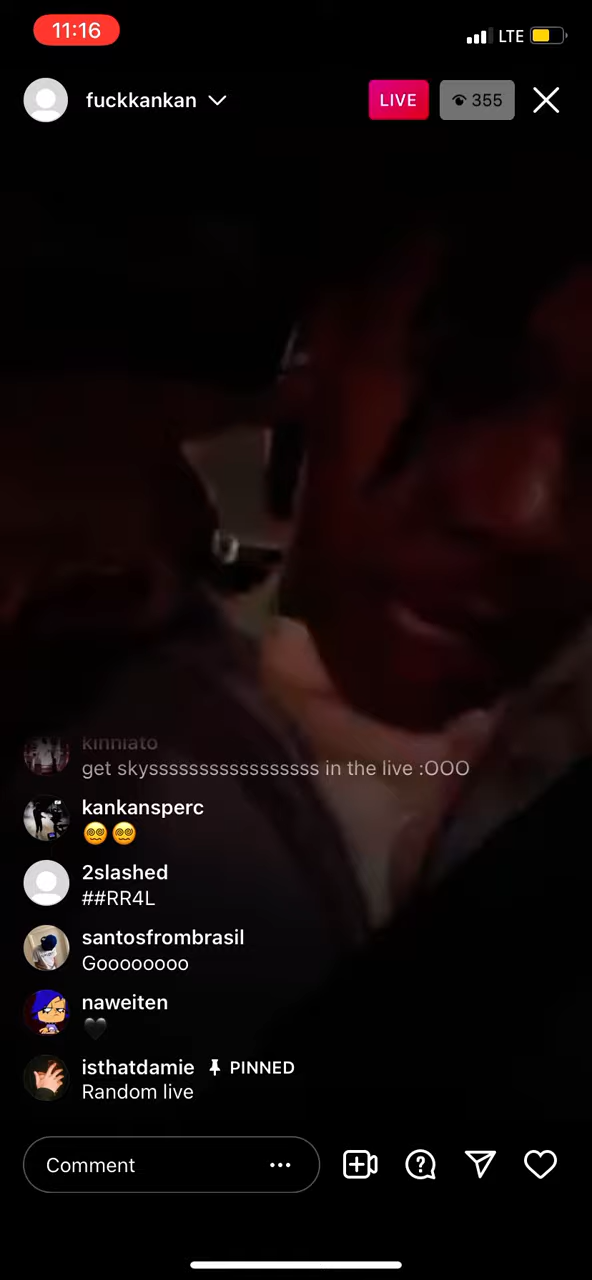 11:16
LTE
fuckkankan
LIVE
355
kinniato
get skysssssssssssssssss in the live :OOO
kankansperc
2slashed
##RR4L
santosfrombrasil
Goooooooo
naweiten
isthatdamie PINNED
Random live
Comment